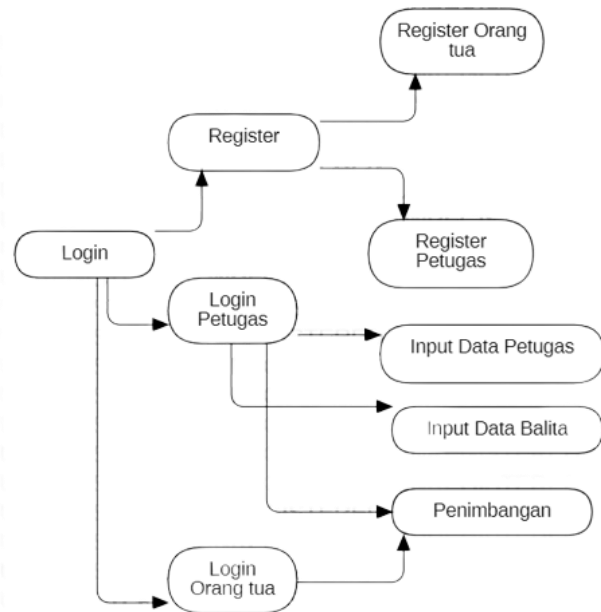 Register Orang
tua
Register
Register
Petugas
Login
Login
Petugas
Input Data Petugas
Input Data Balita
Penimbangan
Login
Orang tua